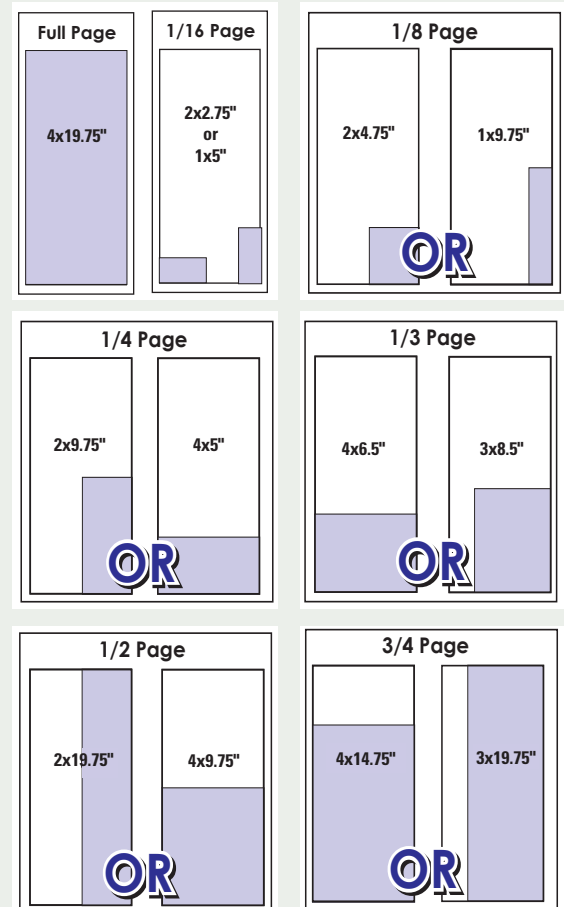 Full Page
4x19.75"
1/16 Page
2x2.75"
or
1x5"
1/8 Page
2x4.75"
OR
1x9.75"
1/4 Page
2x9.75"
OR
4x5"
1/3 Page
4x6.5"
OR
3x8.5"
1/2 Page
2x19.75"
OR
4x9.75"
3/4 Page
4x14.75"
OR
3x19.75"